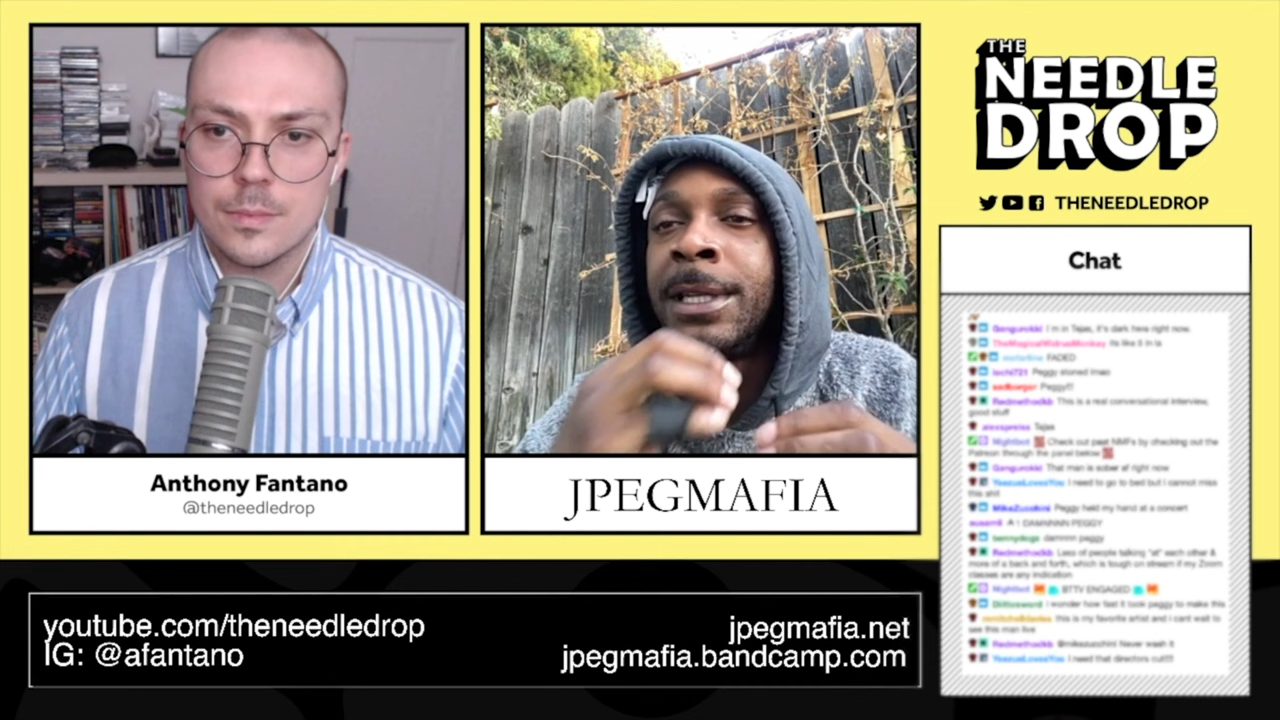 Anthony Fantano
@theneedledrop
JPEGMAFIA
THE
NEEDLE
DROP
THENEEDLEDROP
Chat
I m in Tejas, it's dark here right now.
its like 5 in la
FADED
Peggy stoned lmao
Peggy!!!
Redmethodkb This is a real conversational interview,
good stuff
Tejas
Nightbot Check out past NMFs by checking out the
Patreon through the panel below
That man is sober af right now
YeezusLovesYou I need to go to bed but I cannot miss
this shit
MikeZucchini Peggy held my hand at a concert
A ! DAMNNNN PEGGY
damnnn peggy
Redmethodkb Less of people talking "at" each other &
more of a back and forth, which is tough on stream if my Zoom
classes are any indication
Nightbot BTTV ENGAGED
I wonder how fast it took peggy to make this
this is my favorite artist and i cant wait to
see this man live
Redmethodkb @mikezucchini Never wash it
YeezusLovesYou I need that directors cut!!!!
youtube.com/theneedledrop
IG: @afantano
jpegmafia.net
jpegmafia.bandcamp.com